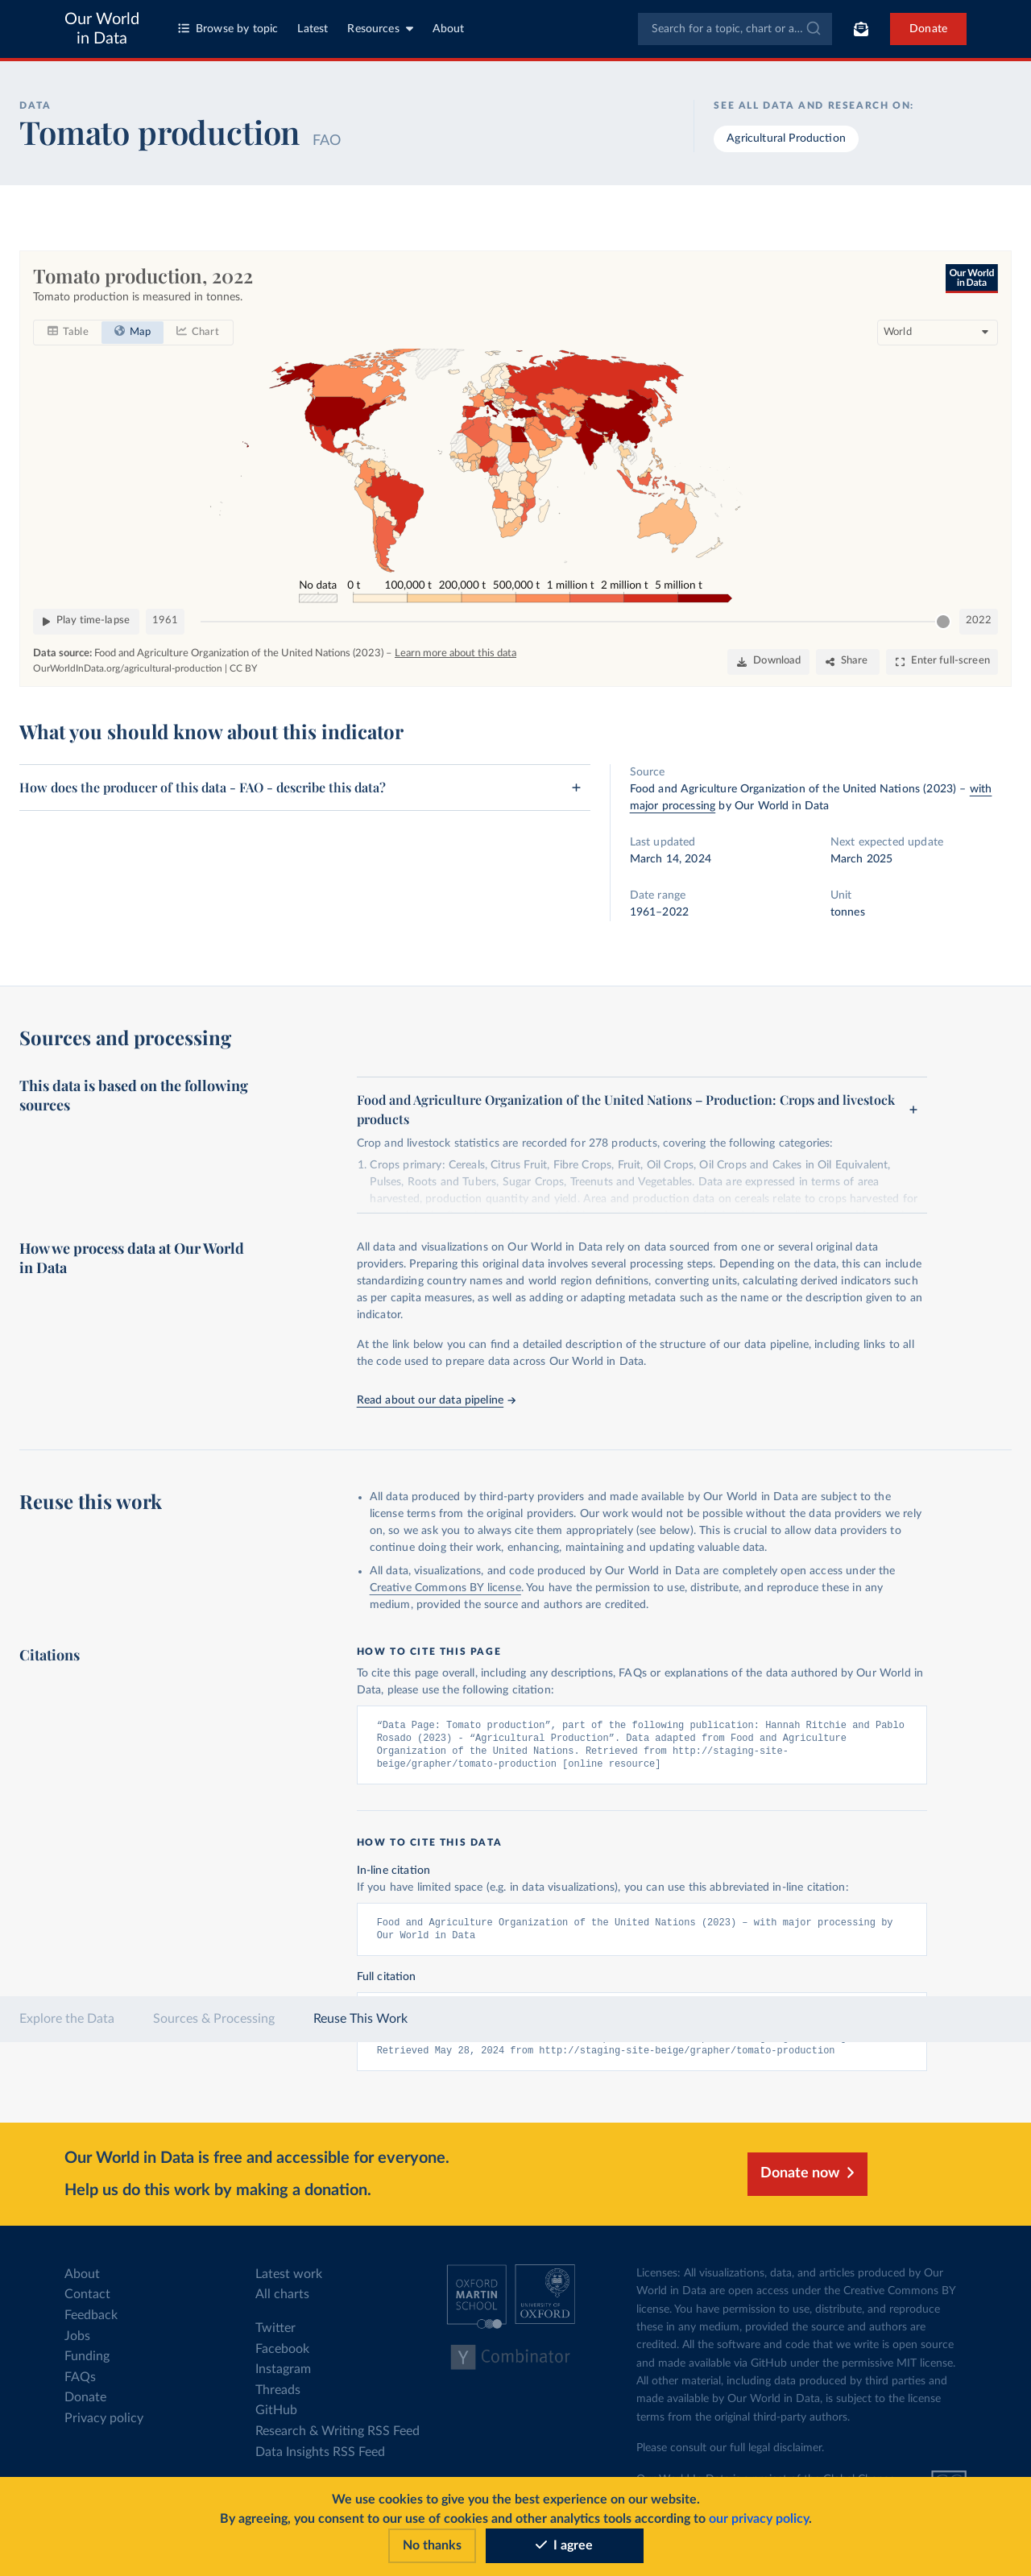 Our World
in Data
Browse by topic
Latest
Resources
About
Search for a topic, chart or a...
Donate
DATA
Tomato production FAO
SEE ALL DATA AND RESEARCH ON:
Agricultural Production
Tomato production, 2022
Tomato production is measured in tonnes.
Our World
in Data
Table
Map
Chart
World
No data 0 t 100,000 t 200,000 t 500,000 t 1 million t 2 million t 5 million t
Play time-lapse
1961
2022
Data source: Food and Agriculture Organization of the United Nations (2023) – Learn more about this data
OurWorldInData.org/agricultural-production | CC BY
Download
Share
Enter full-screen
What you should know about this indicator
How does the producer of this data - FAO - describe this data?
Source
Food and Agriculture Organization of the United Nations (2023) – with
major processing by Our World in Data
Last updated
March 14, 2024
Next expected update
March 2025
Date range
1961–2022
Unit
tonnes
Sources and processing
This data is based on the following
sources
Food and Agriculture Organization of the United Nations – Production: Crops and livestock
products
Crop and livestock statistics are recorded for 278 products, covering the following categories:
1. Crops primary: Cereals, Citrus Fruit, Fibre Crops, Fruit, Oil Crops, Oil Crops and Cakes in Oil Equivalent,
Pulses, Roots and Tubers, Sugar Crops, Treenuts and Vegetables. Data are expressed in terms of area
harvested, production quantity and yield. Area and production data on cereals relate to crops harvested for
How we process data at Our World
in Data
All data and visualizations on Our World in Data rely on data sourced from one or several original data
providers. Preparing this original data involves several processing steps. Depending on the data, this can include
standardizing country names and world region definitions, converting units, calculating derived indicators such
as per capita measures, as well as adding or adapting metadata such as the name or the description given to an
indicator.
At the link below you can find a detailed description of the structure of our data pipeline, including links to all
the code used to prepare data across Our World in Data.
Read about our data pipeline →
Reuse this work
• All data produced by third-party providers and made available by Our World in Data are subject to the
license terms from the original providers. Our work would not be possible without the data providers we rely
on, so we ask you to always cite them appropriately (see below). This is crucial to allow data providers to
continue doing their work, enhancing, maintaining and updating valuable data.
• All data, visualizations, and code produced by Our World in Data are completely open access under the
Creative Commons BY license. You have the permission to use, distribute, and reproduce these in any
medium, provided the source and authors are credited.
Citations
HOW TO CITE THIS PAGE
To cite this page overall, including any descriptions, FAQs or explanations of the data authored by Our World in
Data, please use the following citation:
“Data Page: Tomato production”, part of the following publication: Hannah Ritchie and Pablo
Rosado (2023) - “Agricultural Production”. Data adapted from Food and Agriculture
Organization of the United Nations. Retrieved from http://staging-site-
beige/grapher/tomato-production [online resource]
HOW TO CITE THIS DATA
In-line citation
If you have limited space (e.g. in data visualizations), you can use this abbreviated in-line citation:
Food and Agriculture Organization of the United Nations (2023) – with major processing by
Our World in Data
Full citation
Explore the Data
Sources & Processing
Reuse This Work
Retrieved May 28, 2024 from http://staging-site-beige/grapher/tomato-production
Our World in Data is free and accessible for everyone.
Help us do this work by making a donation.
Donate now
About
Contact
Feedback
Jobs
Funding
FAQs
Donate
Privacy policy
Latest work
All charts
Twitter
Facebook
Instagram
Threads
GitHub
Research & Writing RSS Feed
Data Insights RSS Feed
OXFORD
MARTIN
SCHOOL
UNIVERSITY OF
OXFORD
Y Combinator
Licenses: All visualizations, data, and articles produced by Our
World in Data are open access under the Creative Commons BY
license. You have permission to use, distribute, and reproduce
these in any medium, provided the source and authors are
credited. All the software and code that we write is open source
and made available via GitHub under the permissive MIT license.
All other material, including data produced by third parties and
made available by Our World in Data, is subject to the license
terms from the original third-party authors.
Please consult our full legal disclaimer.
We use cookies to give you the best experience on our website.
By agreeing, you consent to our use of cookies and other analytics tools according to our privacy policy.
No thanks
I agree